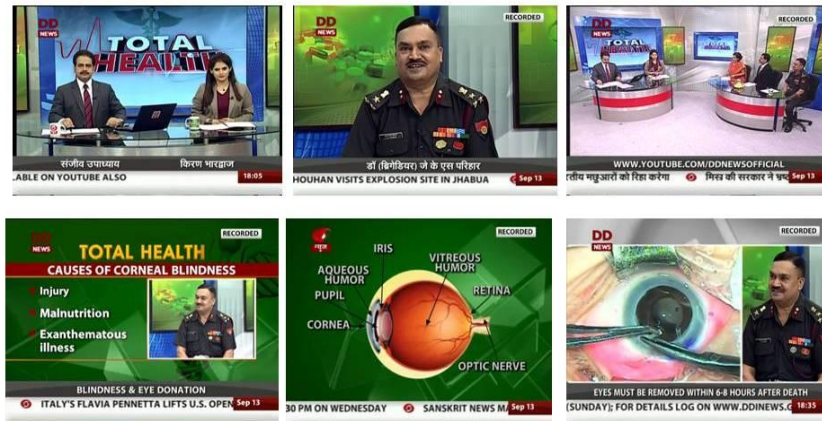 DD
NEWS
TOTAL
HEALTH
संजीव उपाध्याय
किरण भारद्वाज
LABLE ON YOUTUBE ALSO
18:05
DD
NEWS
RECORDED
डॉ (ब्रिगेडियर) जे के एस परिहार
HOUHAN VISITS EXPLOSION SITE IN JHABUA
Sep 13
DD
NEWS
RECORDED
TOTAL
HEALTH
WWW.YOUTUBE.COM/DDNEWSOFFICIAL
रतीय मछुआरों को रिहा करेगा
मिस्र की सरकार ने
Sep 13
DD
NEWS
RECORDED
TOTAL HEALTH
CAUSES OF CORNEAL BLINDNESS
Injury
Malnutrition
Exanthematous
illness
BLINDNESS & EYE DONATION
ITALY'S FLAVIA PENNETTA LIFTS U.S. OPEN
Sep 13
न्यूज़
RECORDED
IRIS
AQUEOUS
HUMOR
VITREOUS
HUMOR
PUPIL
RETINA
CORNEA
OPTIC NERVE
30 PM ON WEDNESDAY
SANSKRIT NEWS MA
Sep 13
DD
NEWS
RECORDED
EYES MUST BE REMOVED WITHIN 6-8 HOURS AFTER DEATH
(SUNDAY); FOR DETAILS LOG ON WWW.DDINEWS.G
18:35